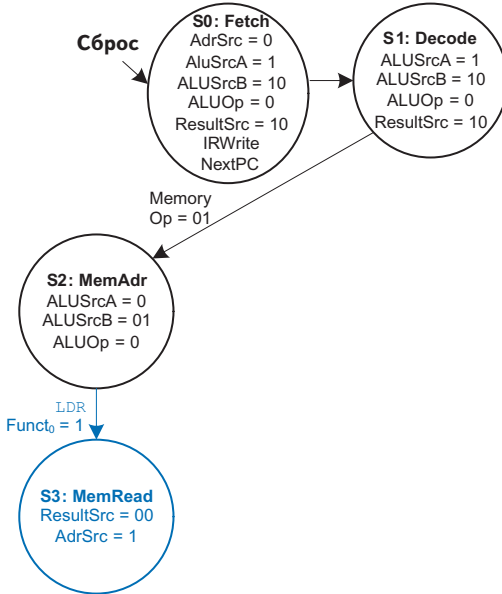 Сброс
S0: Fetch
AdrSrc = 0
AluSrcA = 1
ALUSrcB = 10
ALUOp = 0
ResultSrc = 10
IRWrite
NextPC
S1: Decode
ALUSrcA = 1
ALUSrcB = 10
ALUOp = 0
ResultSrc = 10
Memory
Op = 01
S2: MemAdr
ALUSrcA = 0
ALUSrcB = 01
ALUOp = 0
LDR
Funct₀ = 1
S3: MemRead
ResultSrc = 00
AdrSrc = 1